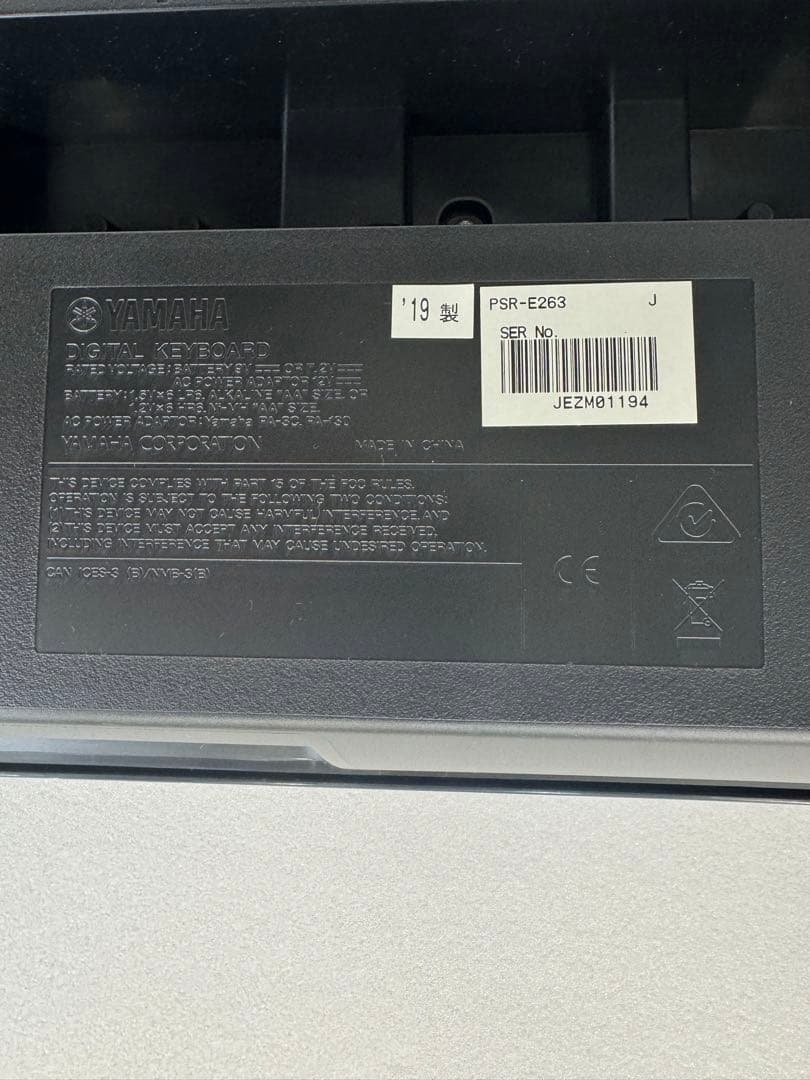 YAMAHA
DIGITAL KEYBOARD
RATED VOLTAGE: BATTERY 9V OR 7.2V
AC POWER ADAPTOR 12V
BATTERY: 1.5V×6 LR6, ALKALINE "AA" SIZE. OR
1.2V×6 HR6, Ni-MH "AA" SIZE.
AC POWER ADAPTOR: Yamaha PA-3C, PA-130
YAMAHA CORPORATION MADE IN CHINA
'19 製
PSR-E263 J
SER No.
JEZM01194
THIS DEVICE COMPLIES WITH PART 15 OF THE FCC RULES.
OPERATION IS SUBJECT TO THE FOLLOWING TWO CONDITIONS:
(1) THIS DEVICE MAY NOT CAUSE HARMFUL INTERFERENCE, AND
(2) THIS DEVICE MUST ACCEPT ANY INTERFERENCE RECEIVED,
INCLUDING INTERFERENCE THAT MAY CAUSE UNDESIRED OPERATION.
CAN ICES-3 (B)/NMB-3(B)
CE